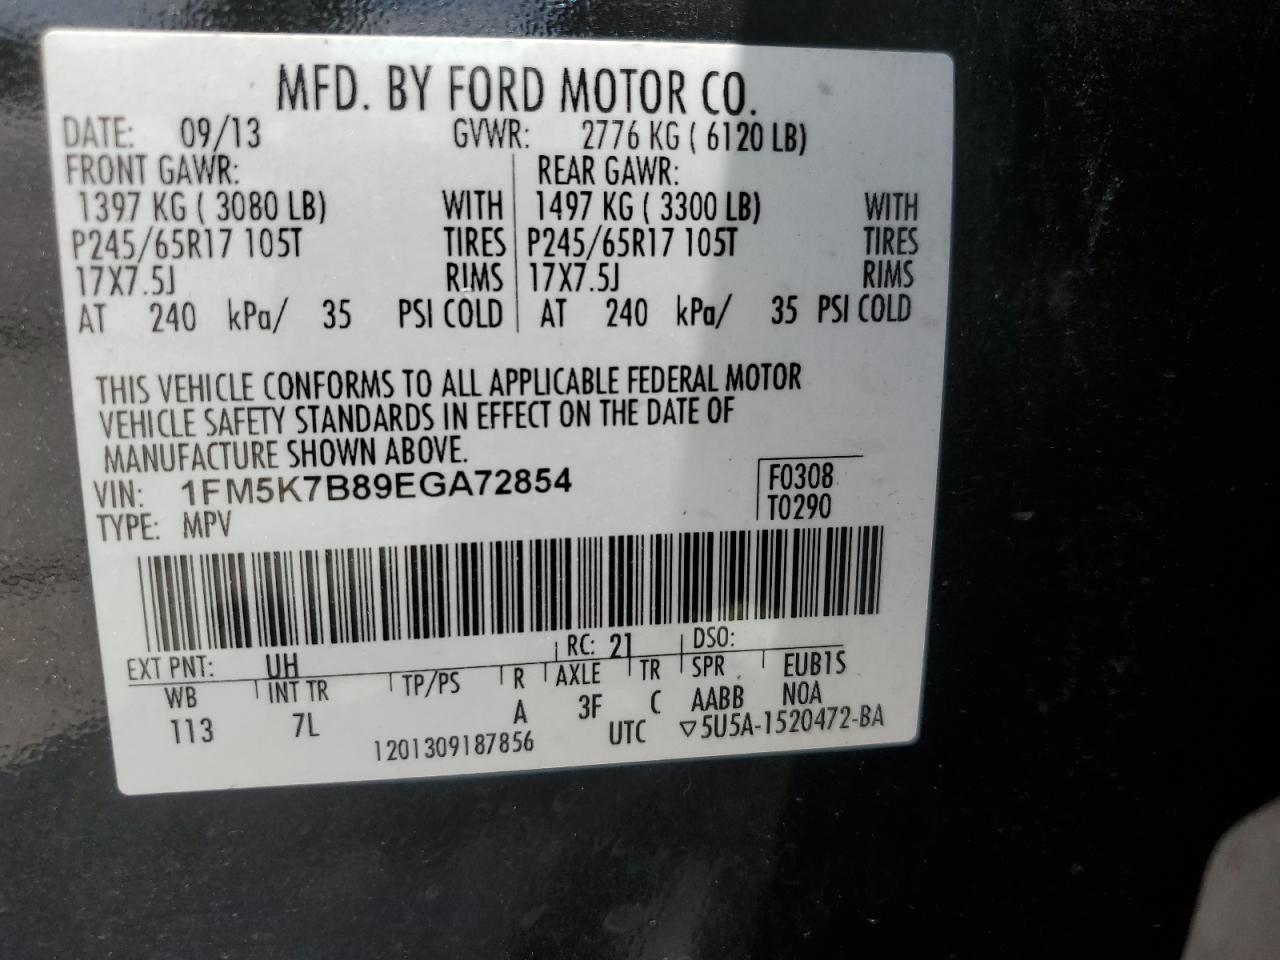 MFD. BY FORD MOTOR CO.
DATE: 09/13 GVWR: 2776 KG ( 6120 LB)
FRONT GAWR: REAR GAWR:
1397 KG ( 3080 LB) WITH 1497 KG ( 3300 LB) WITH
P245/65R17 105T TIRES P245/65R17 105T TIRES
17X7.5J RIMS 17X7.5J RIMS
AT 240 kPa/ 35 PSI COLD AT 240 kPa/ 35 PSI COLD
THIS VEHICLE CONFORMS TO ALL APPLICABLE FEDERAL MOTOR
VEHICLE SAFETY STANDARDS IN EFFECT ON THE DATE OF
MANUFACTURE SHOWN ABOVE.
VIN: 1FM5K7B89EGA72854 F0308
TYPE: MPV T0290
EXT PNT: UH RC: 21 DSO:
WB INT TR TP/PS R AXLE TR SPR EUB1S
113 7L A 3F C AABB N0A
1201309187856 UTC ▽5U5A-1520472-BA